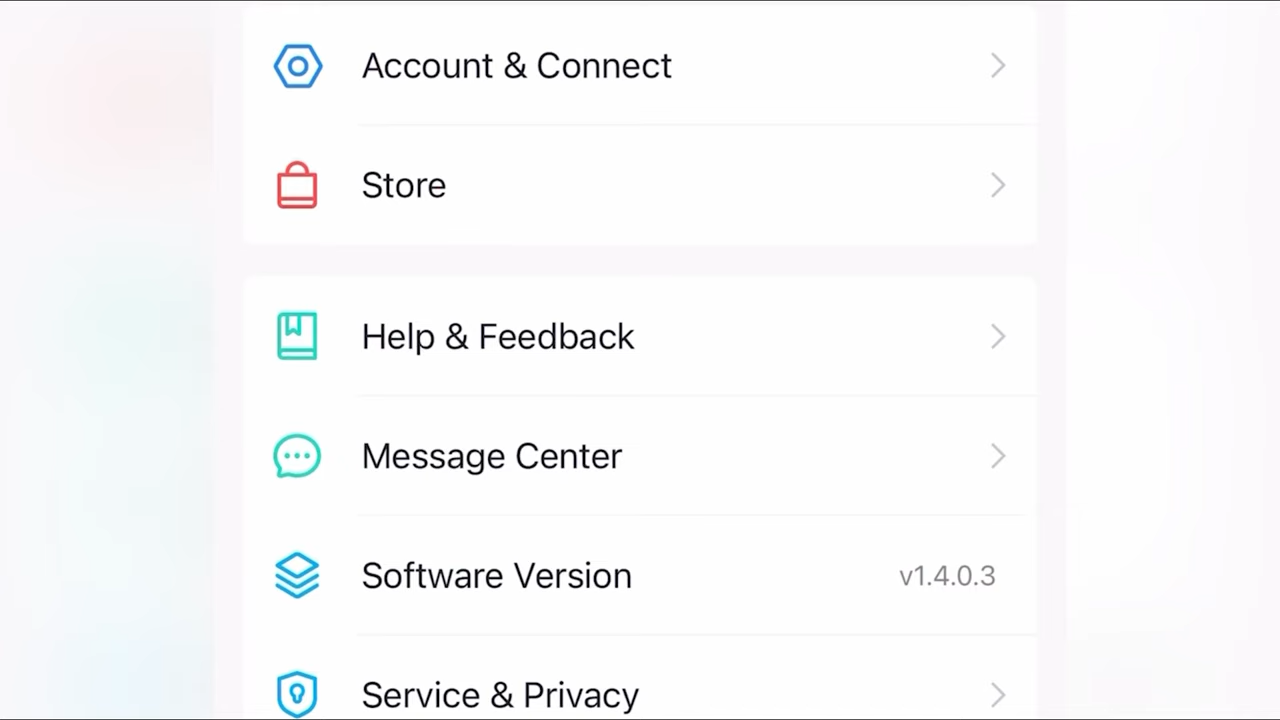 Account & Connect
Store
Help & Feedback
Message Center
Software Version v1.4.0.3
Service & Privacy